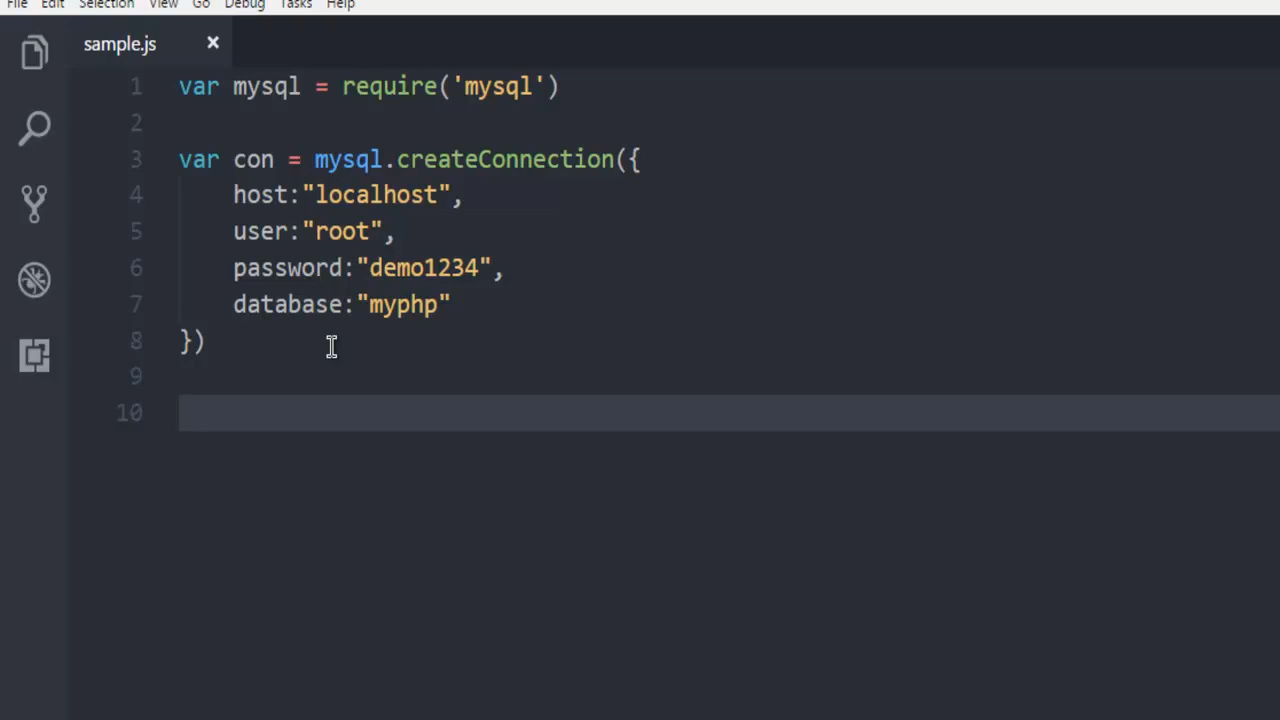 File Edit Selection View Go Debug Tasks Help
sample.js ×
1 var mysql = require('mysql')
2
3 var con = mysql.createConnection({
4 host:"localhost",
5 user:"root",
6 password:"demo1234",
7 database:"myphp"
8 })
9
10